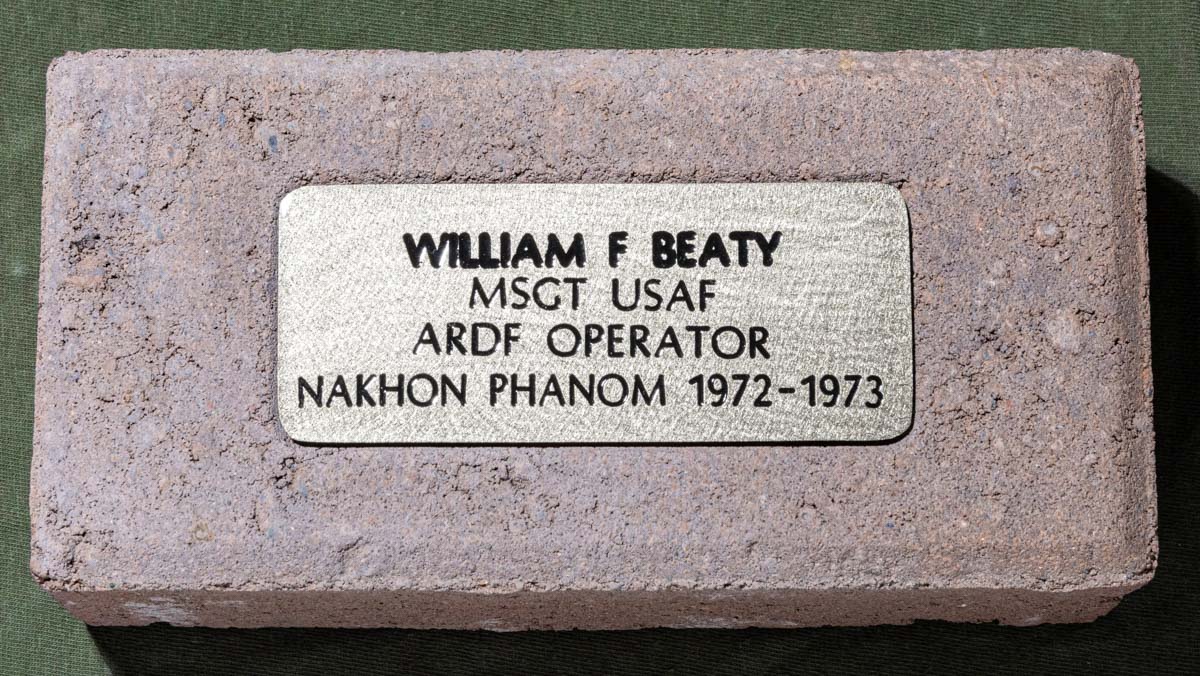 WILLIAM F BEATY
MSGT USAF
ARDF OPERATOR
NAKHON PHANOM 1972-1973